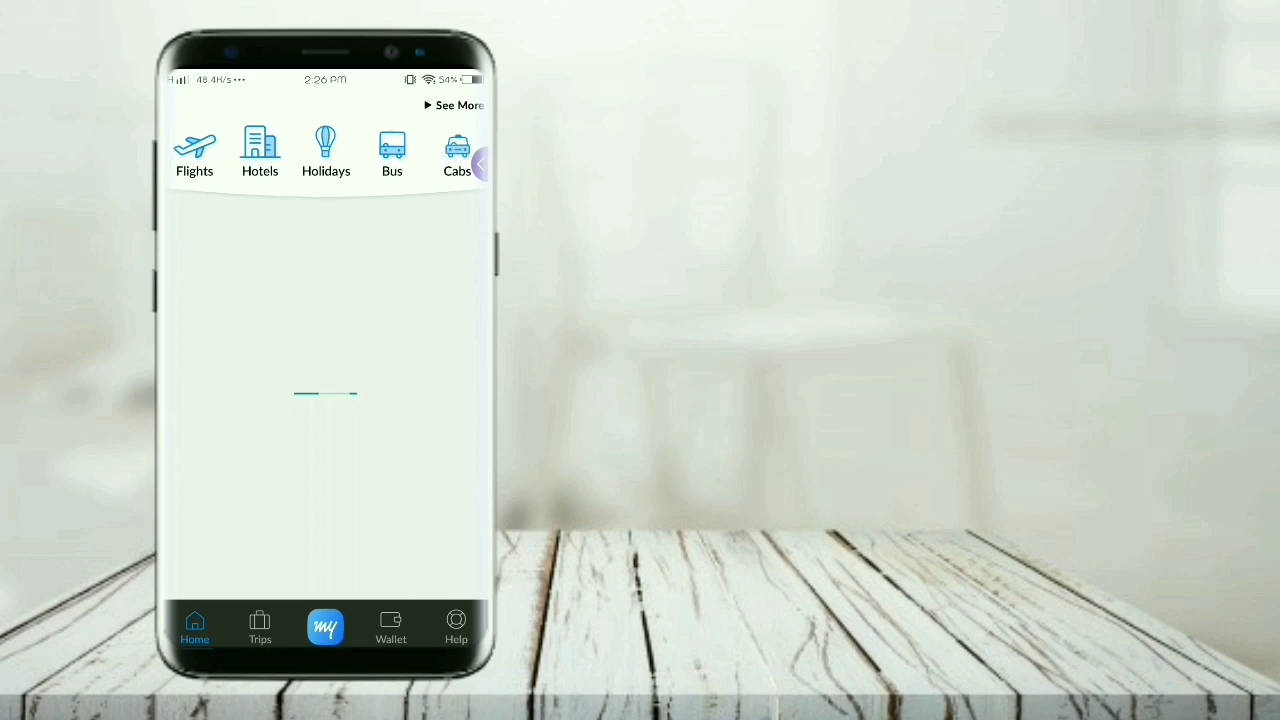 H 48.4K/s... 2:26 PM 54%
See More
Flights Hotels Holidays Bus Cabs
Home Trips my Wallet Help